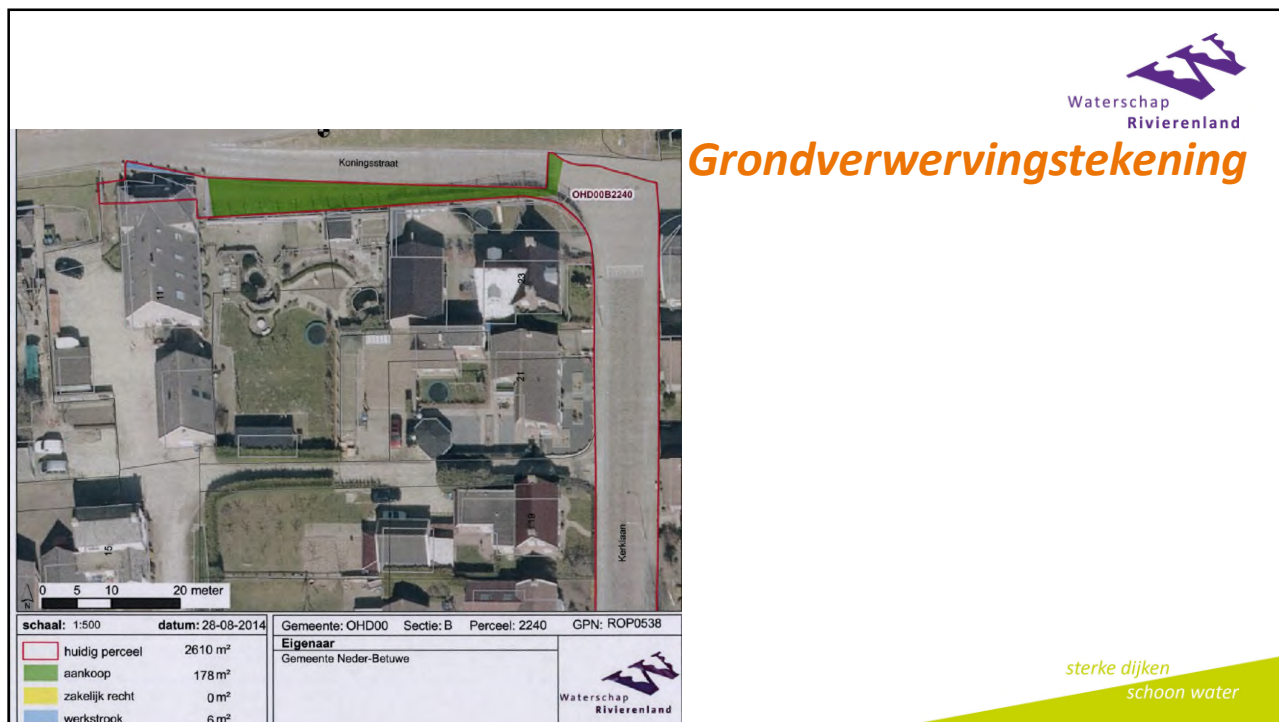 Waterschap
Rivierenland
Grondverwervingstekening
Koningsstraat
OHD00B2240
11
23
21
19
15
Kerklaan
0 5 10 20 meter
schaal: 1:500 datum: 28-08-2014
huidig perceel 2610 m²
aankoop 178 m²
zakelijk recht 0 m²
werkstrook 6 m²
Gemeente: OHD00 Sectie: B Perceel: 2240 GPN: ROP0538
Eigenaar
Gemeente Neder-Betuwe
Waterschap
Rivierenland
sterke dijken
schoon water